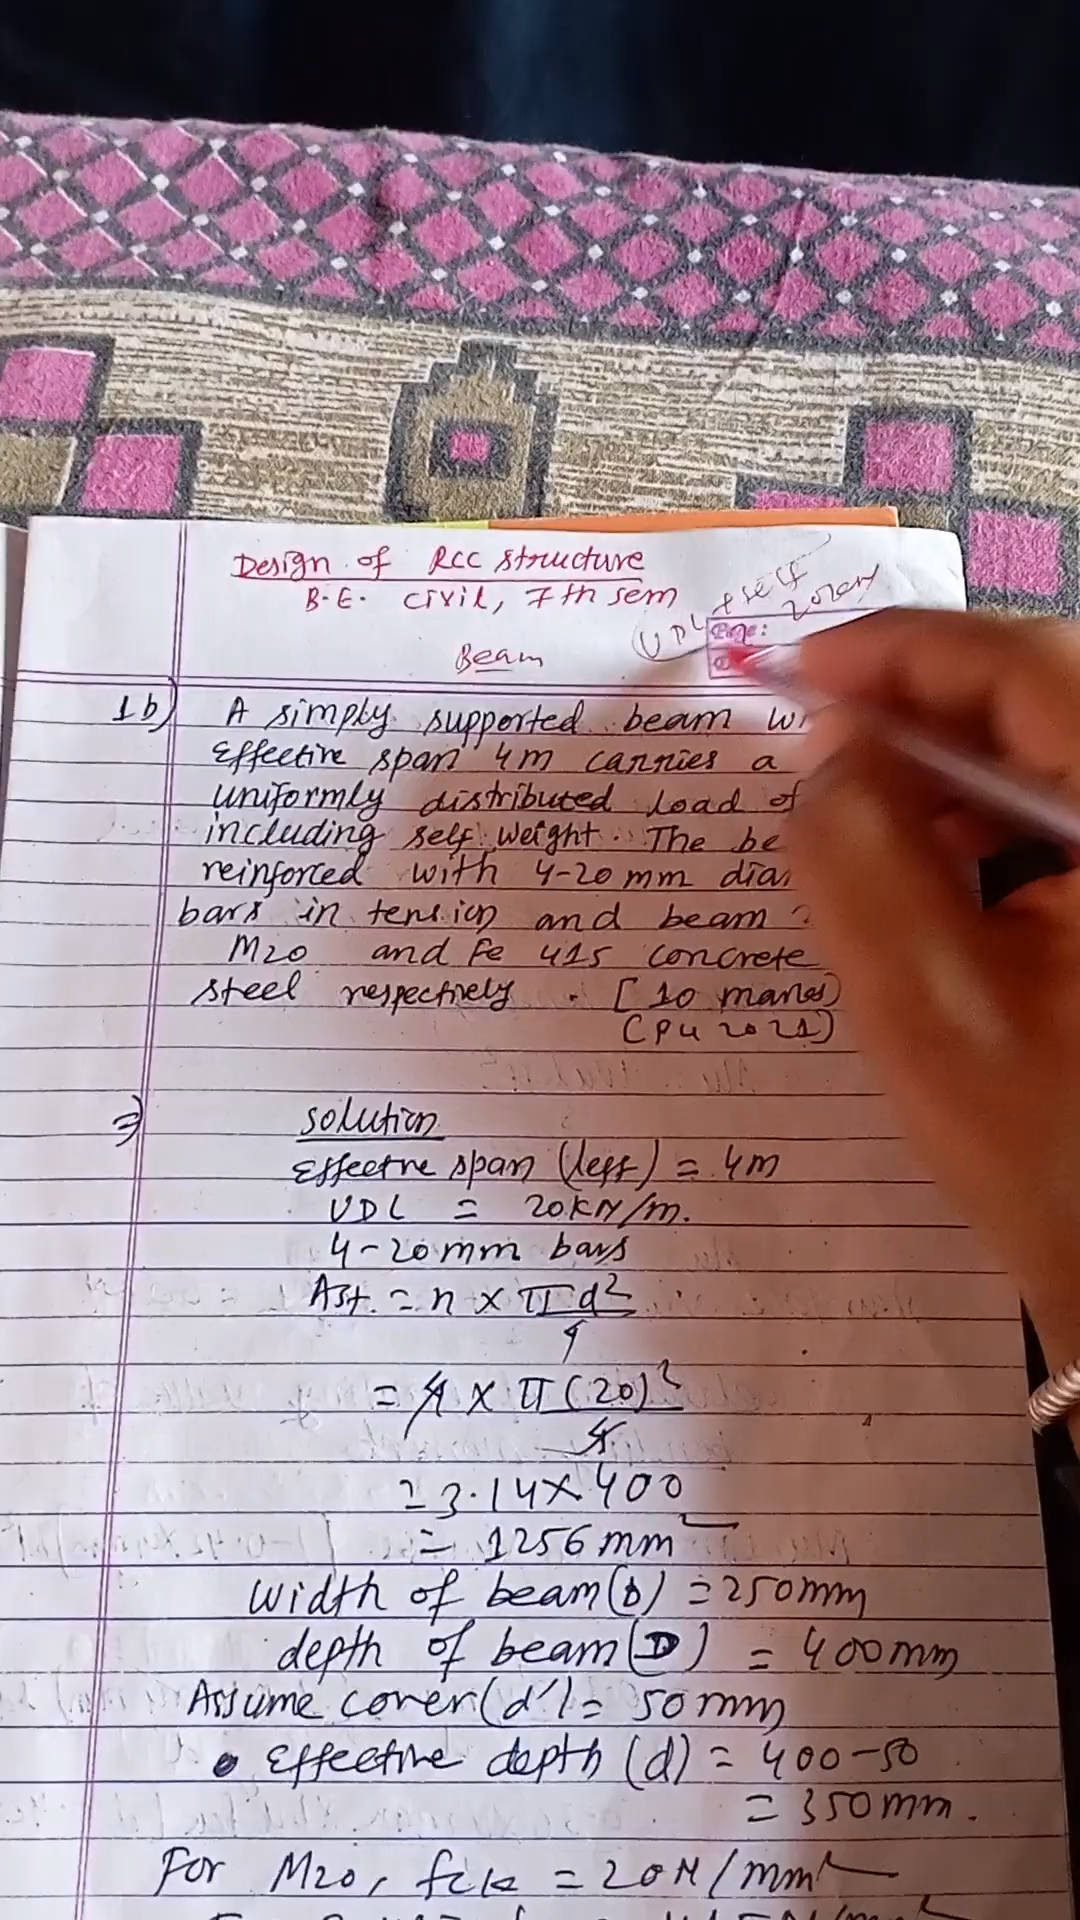 Design of RCC structure
B.E. civil, 7th sem
UDL + self
Beam
1b) A simply supported beam
Effective span 4m carries a
uniformly distributed load of
including self weight. The
reinforced with 4-20 mm
bars in tension and beam
M20 and Fe 415 concrete
steel respectively. [10 marks)
(PU 2021)
⇒ solution
Effective span (leff) = 4m
UDL = 20KN/m.
4-20mm bars
Ast. = n x πd²/4
= 4 x π(20)²/4
= 3.14 x 400
= 1256 mm²
Width of beam(b) = 250mm
depth of beam(D) = 400mm
Assume cover(d') = 50mm
• Effective depth (d) = 400-50
= 350mm.
For M20, fck = 20N/mm²